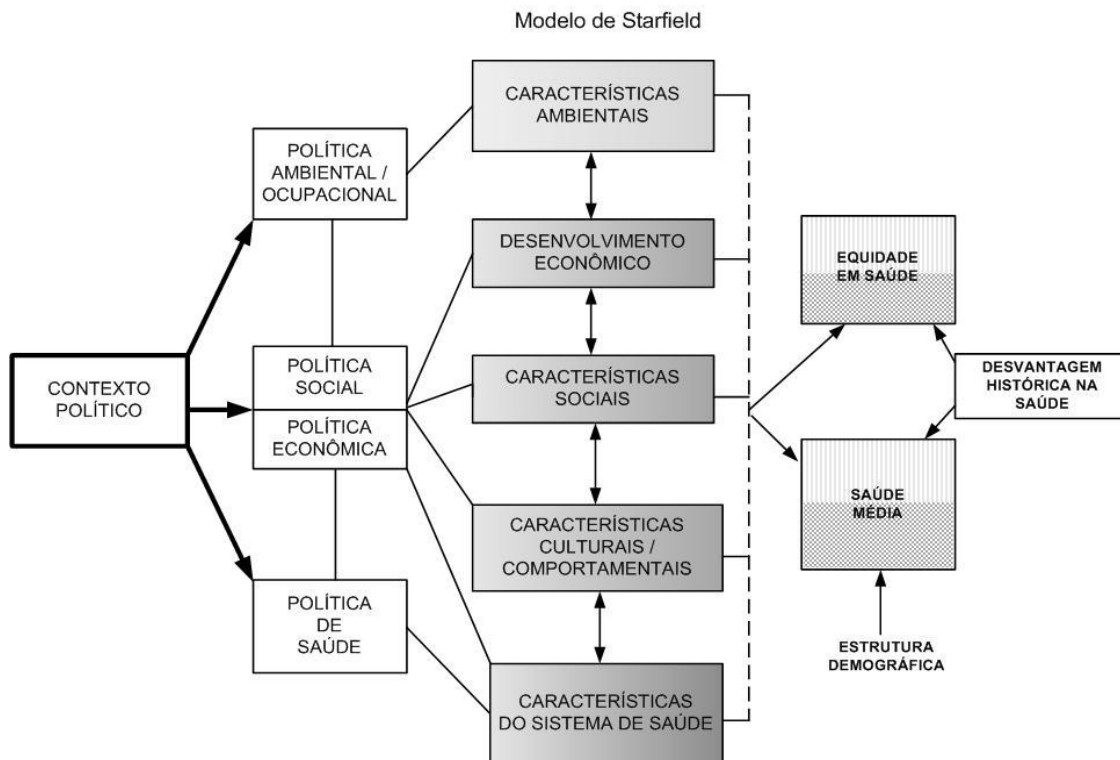 Modelo de Starfield
CARACTERÍSTICAS
AMBIENTAIS
POLÍTICA
AMBIENTAL /
OCUPACIONAL
DESENVOLVIMENTO
ECONÔMICO
EQUIDADE
EM SAÚDE
CONTEXTO
POLÍTICO
POLÍTICA
SOCIAL
POLÍTICA
ECONÔMICA
CARACTERÍSTICAS
SOCIAIS
DESVANTAGEM
HISTÓRICA NA
SAÚDE
SAÚDE
MÉDIA
CARACTERÍSTICAS
CULTURAIS /
COMPORTAMENTAIS
POLÍTICA
DE
SAÚDE
ESTRUTURA
DEMOGRÁFICA
CARACTERÍSTICAS
DO SISTEMA DE SAÚDE